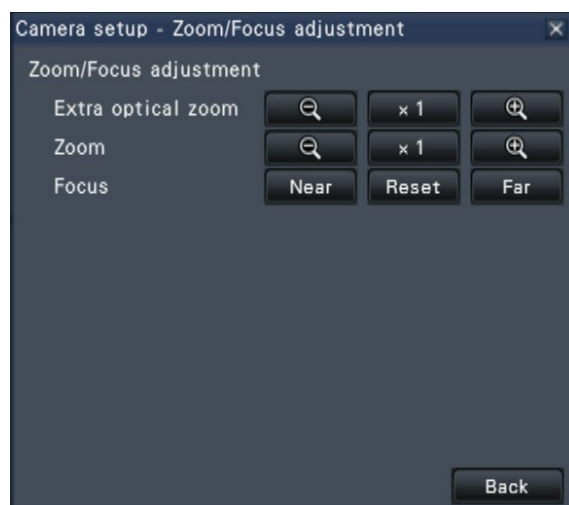 Camera setup - Zoom/Focus adjustment
Zoom/Focus adjustment
Extra optical zoom × 1
Zoom × 1
Focus Near Reset Far
Back